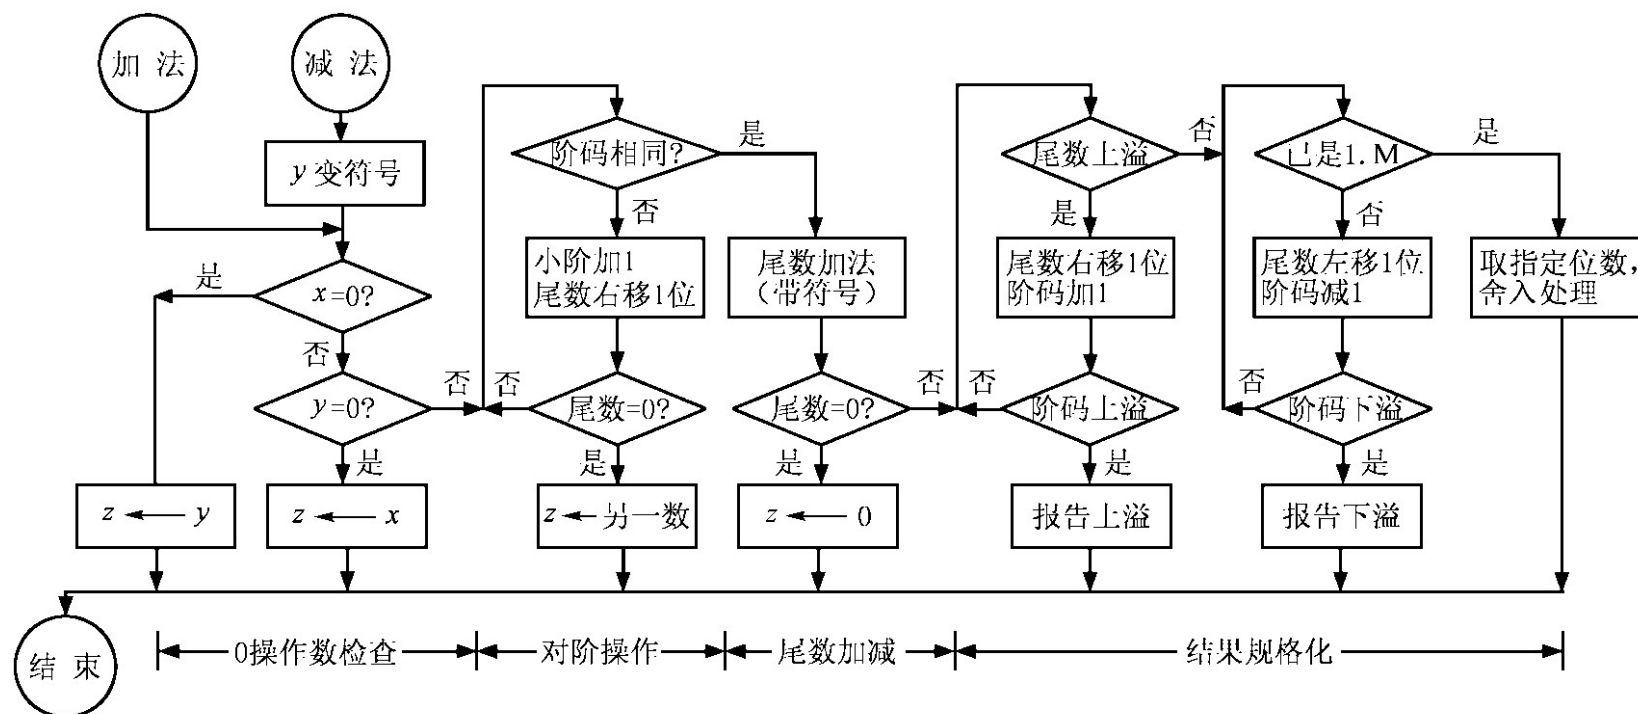 加 法
减 法
y 变符号
x=0?
是
否
y=0?
否
是
z ← y
z ← x
阶码相同?
是
否
小阶加1
尾数右移1位
否
尾数=0?
是
z ← 另一数
尾数加法
(带符号)
尾数=0?
否
是
z ← 0
尾数上溢
否
是
尾数右移1位
阶码加1
否
阶码上溢
是
报告上溢
已是1.M
是
否
尾数左移1位
阶码减1
否
阶码下溢
是
报告下溢
取指定位数，
舍入处理
结 束
0操作数检查
对阶操作
尾数加减
结果规格化